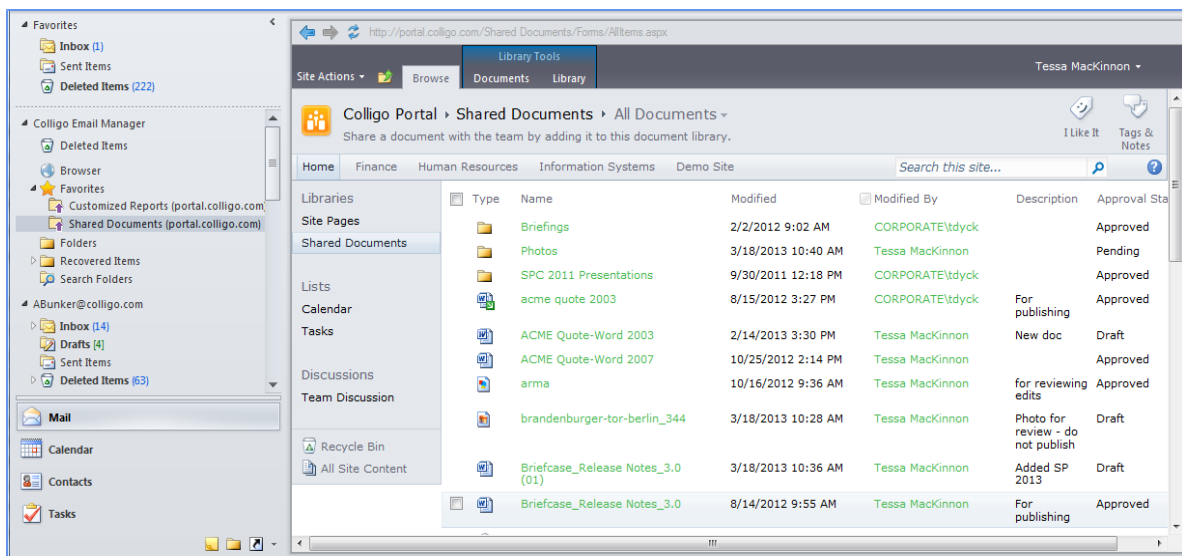 Favorites
Inbox (1)
Sent Items
Deleted Items (222)
Colligo Email Manager
Deleted Items
Browser
Favorites
Customized Reports (portal.colligo.com
Shared Documents (portal.colligo.com)
Folders
Recovered Items
Search Folders
ABunker@colligo.com
Inbox (14)
Drafts [4]
Sent Items
Deleted Items (63)
Mail
Calendar
Contacts
Tasks
http://portal.colligo.com/Shared Documents/Forms/AllItems.aspx
Library Tools
Site Actions Browse Documents Library Tessa MacKinnon
Colligo Portal Shared Documents All Documents
Share a document with the team by adding it to this document library.
I Like It Tags &
Notes
Home Finance Human Resources Information Systems Demo Site Search this site...
Libraries
Site Pages
Shared Documents
Lists
Calendar
Tasks
Discussions
Team Discussion
Recycle Bin
All Site Content
Type Name Modified Modified By Description Approval Sta
Briefings 2/2/2012 9:02 AM CORPORATE\tdyck Approved
Photos 3/18/2013 10:40 AM Tessa MacKinnon Pending
SPC 2011 Presentations 9/30/2011 12:18 PM CORPORATE\tdyck Approved
acme quote 2003 8/15/2012 3:27 PM CORPORATE\tdyck For Approved
publishing
ACME Quote-Word 2003 2/14/2013 3:30 PM Tessa MacKinnon New doc Draft
ACME Quote-Word 2007 10/25/2012 2:14 PM Tessa MacKinnon Approved
arma 10/16/2012 9:36 AM Tessa MacKinnon for reviewing Approved
edits
brandenburger-tor-berlin_344 3/18/2013 10:28 AM Tessa MacKinnon Photo for Draft
review - do
not publish
Briefcase_Release Notes_3.0 3/18/2013 10:36 AM Tessa MacKinnon Added SP Draft
(01) 2013
Briefcase_Release Notes_3.0 8/14/2012 9:55 AM Tessa MacKinnon For Approved
publishing